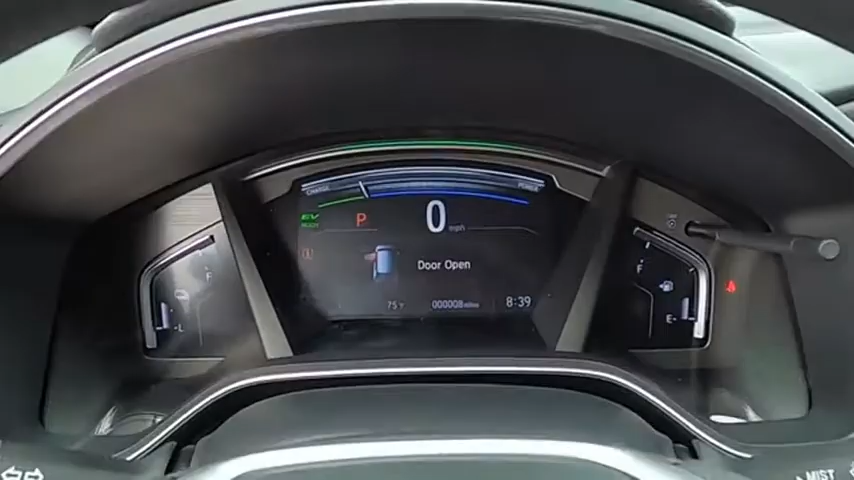 CHARGE
POWER
EV
P
0
mph
F
Door Open
F
L
E
75°F
000008 miles
8:39
MIST